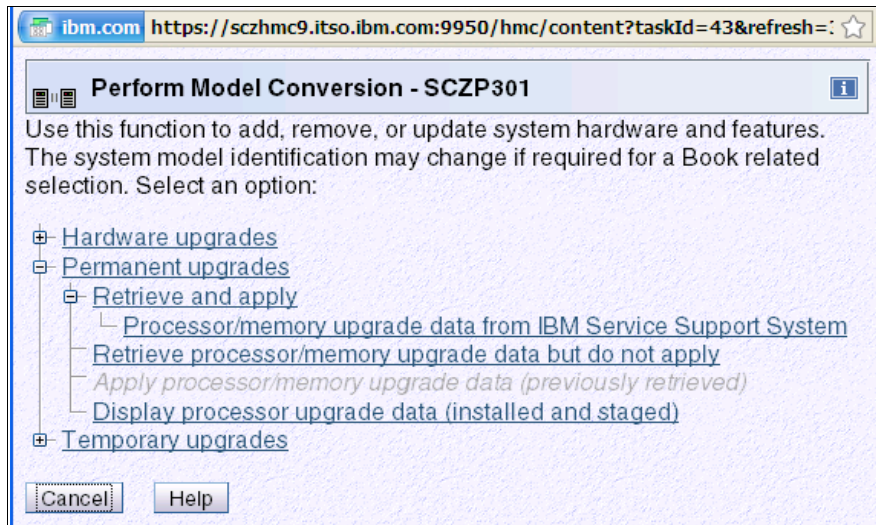 ibm.com https://sczhmc9.itso.ibm.com:9950/hmc/content?taskId=43&refresh=
Perform Model Conversion - SCZP301
Use this function to add, remove, or update system hardware and features.
The system model identification may change if required for a Book related
selection. Select an option:
Hardware upgrades
Permanent upgrades
Retrieve and apply
Processor/memory upgrade data from IBM Service Support System
Retrieve processor/memory upgrade data but do not apply
Apply processor/memory upgrade data (previously retrieved)
Display processor upgrade data (installed and staged)
Temporary upgrades
Cancel Help